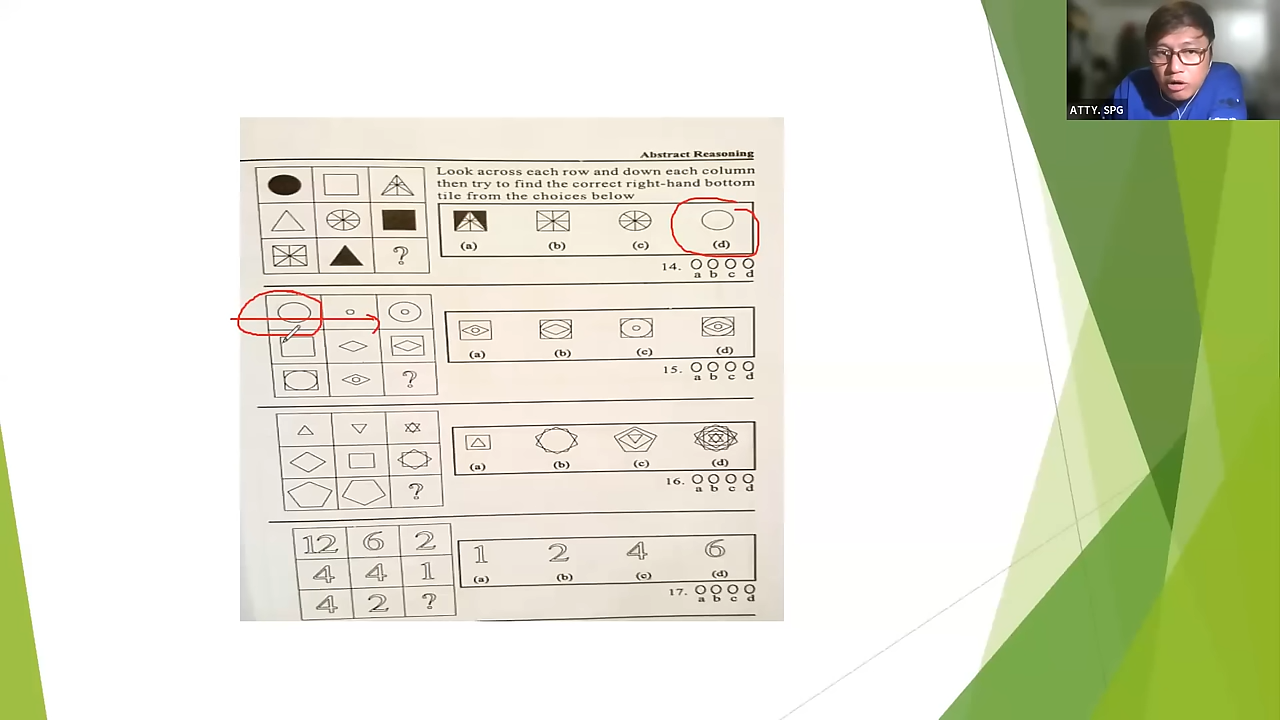 ATTY. SPG
Abstract Reasoning
Look across each row and down each column
then try to find the correct right-hand bottom
tile from the choices below
?
(a) (b) (c) (d)
14.
a b c d
?
(a) (b) (c) (d)
15.
a b c d
?
(a) (b) (c) (d)
16.
a b c d
12 6 2
4 4 1
4 2 ?
1 2 4 6
(a) (b) (c) (d)
17.
a b c d